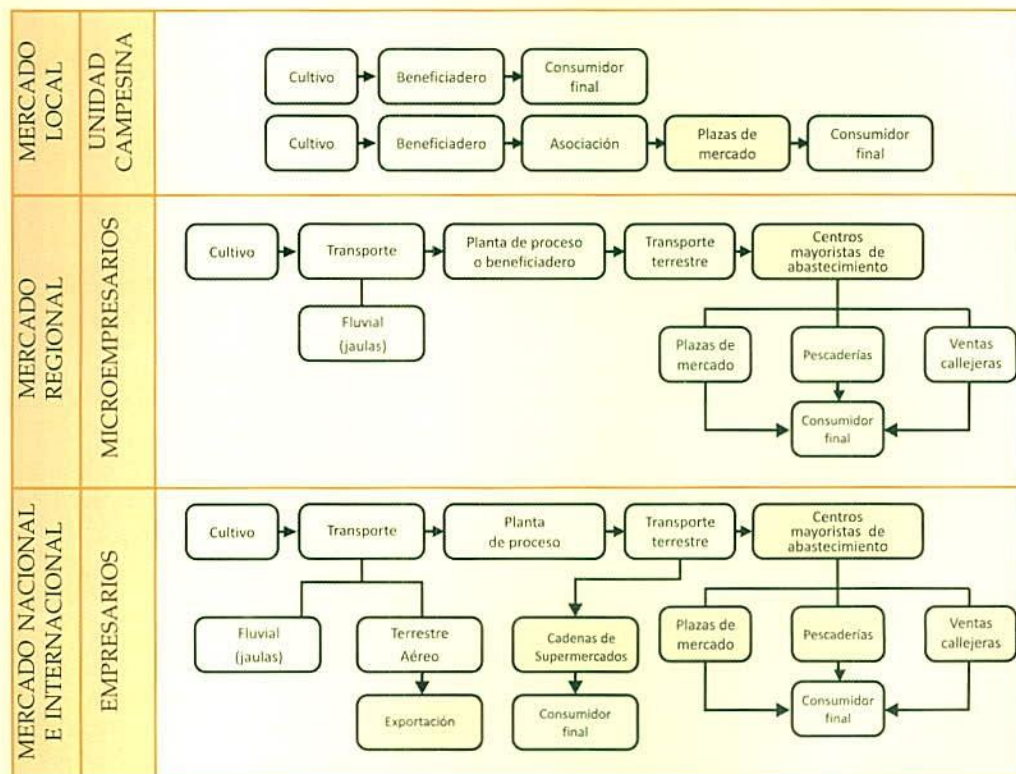 MERCADO
LOCAL
UNIDAD
CAMPESINA
Cultivo
Beneficiadero
Consumidor
final
Cultivo
Beneficiadero
Asociación
Plazas de
mercado
Consumidor
final
MERCADO
REGIONAL
MICROEMPRESARIOS
Cultivo
Transporte
Planta de proceso
o beneficiadero
Transporte
terrestre
Centros
mayoristas de
abastecimiento
Fluvial
(jaulas)
Plazas de
mercado
Pescaderías
Ventas
callejeras
Consumidor
final
MERCADO NACIONAL
E INTERNACIONAL
EMPRESARIOS
Cultivo
Transporte
Planta
de proceso
Transporte
terrestre
Centros
mayoristas de
abastecimiento
Fluvial
(jaulas)
Terrestre
Aéreo
Cadenas de
Supermercados
Plazas de
mercado
Pescaderías
Ventas
callejeras
Exportación
Consumidor
final
Consumidor
final